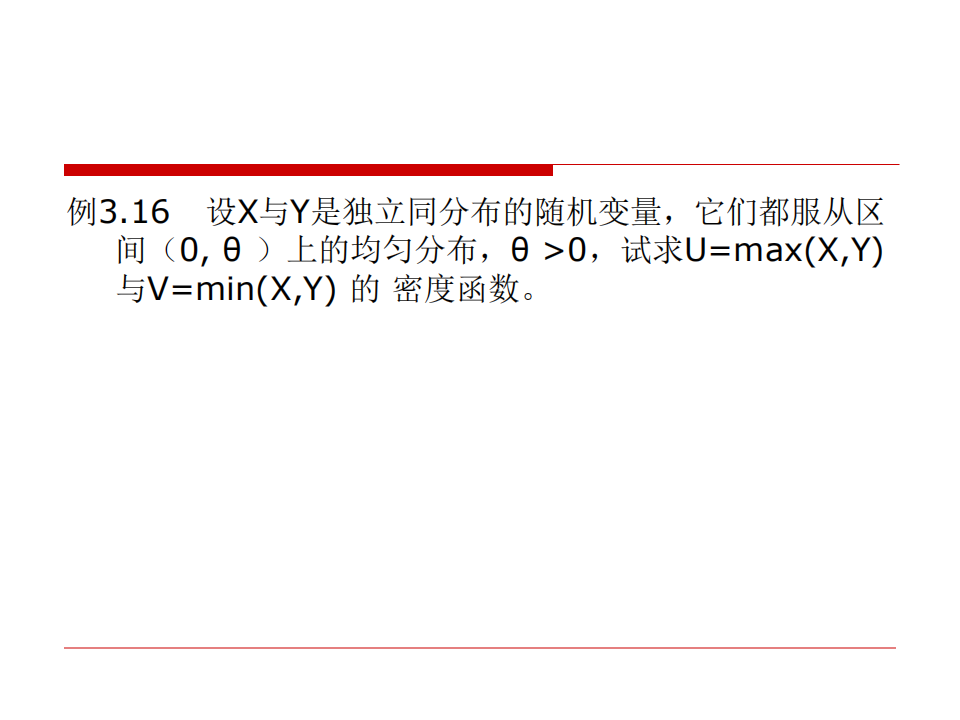 例3.16 设X与Y是独立同分布的随机变量，它们都服从区
间（0, θ ）上的均匀分布，θ >0，试求U=max(X,Y)
与V=min(X,Y) 的 密度函数。